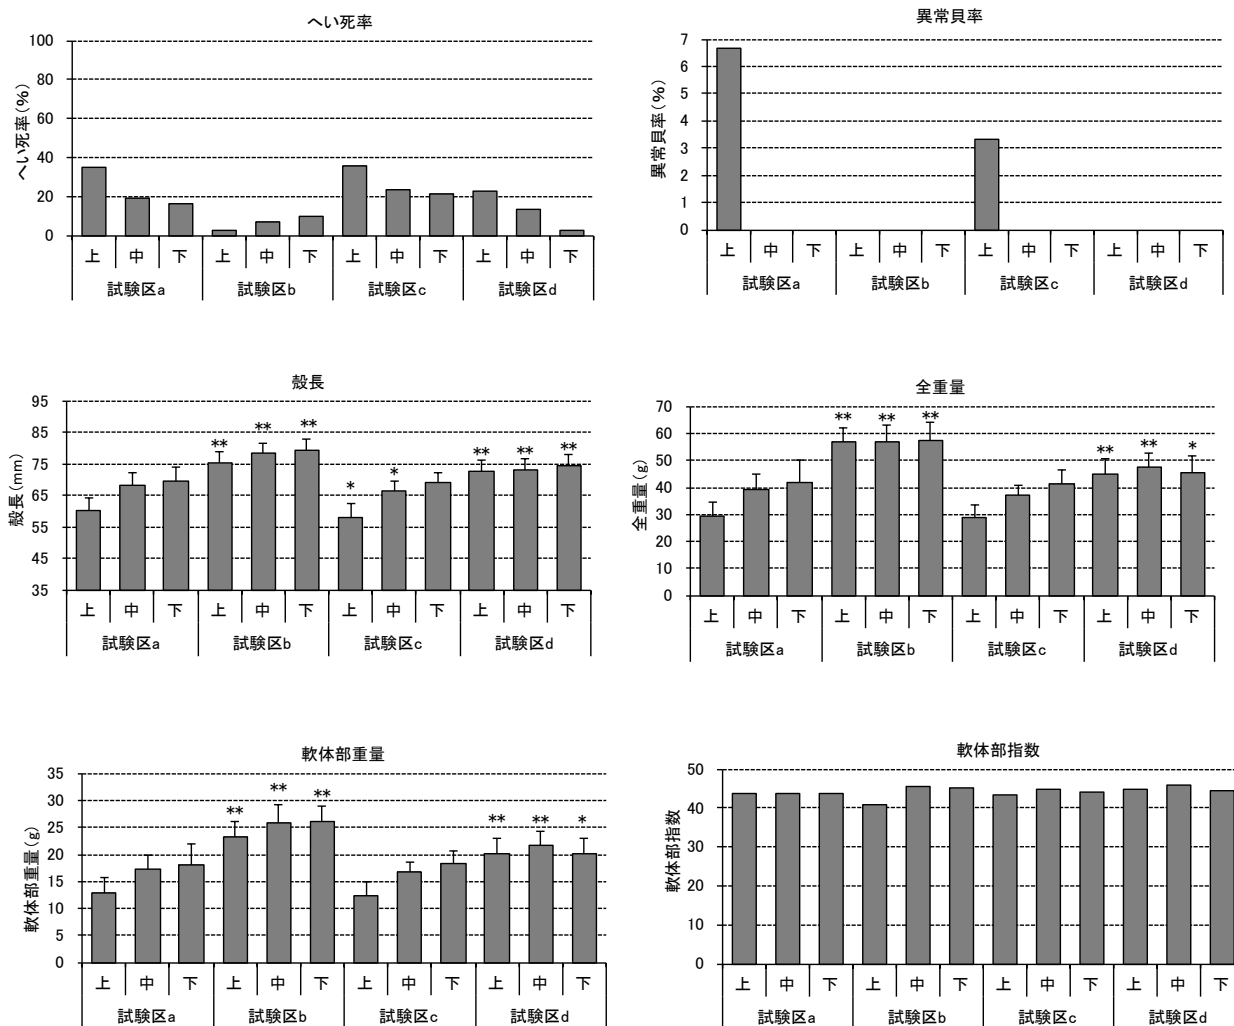 へい死率
へい死率(%)
100
80
60
40
20
0
上 中 下 上 中 下 上 中 下 上 中 下
試験区a 試験区b 試験区c 試験区d
異常貝率
異常貝率(%)
7
6
5
4
3
2
1
0
上 中 下 上 中 下 上 中 下 上 中 下
試験区a 試験区b 試験区c 試験区d
殻長
殻長(mm)
95
85
75
65
55
45
35
** ** ** * * ** ** **
上 中 下 上 中 下 上 中 下 上 中 下
試験区a 試験区b 試験区c 試験区d
全重量
全重量(g)
70
60
50
40
30
20
10
0
** ** ** ** ** *
上 中 下 上 中 下 上 中 下 上 中 下
試験区a 試験区b 試験区c 試験区d
軟体部重量
軟体部重量(g)
35
30
25
20
15
10
5
0
** ** ** ** ** *
上 中 下 上 中 下 上 中 下 上 中 下
試験区a 試験区b 試験区c 試験区d
軟体部指数
軟体部指数
50
40
30
20
10
0
上 中 下 上 中 下 上 中 下 上 中 下
試験区a 試験区b 試験区c 試験区d